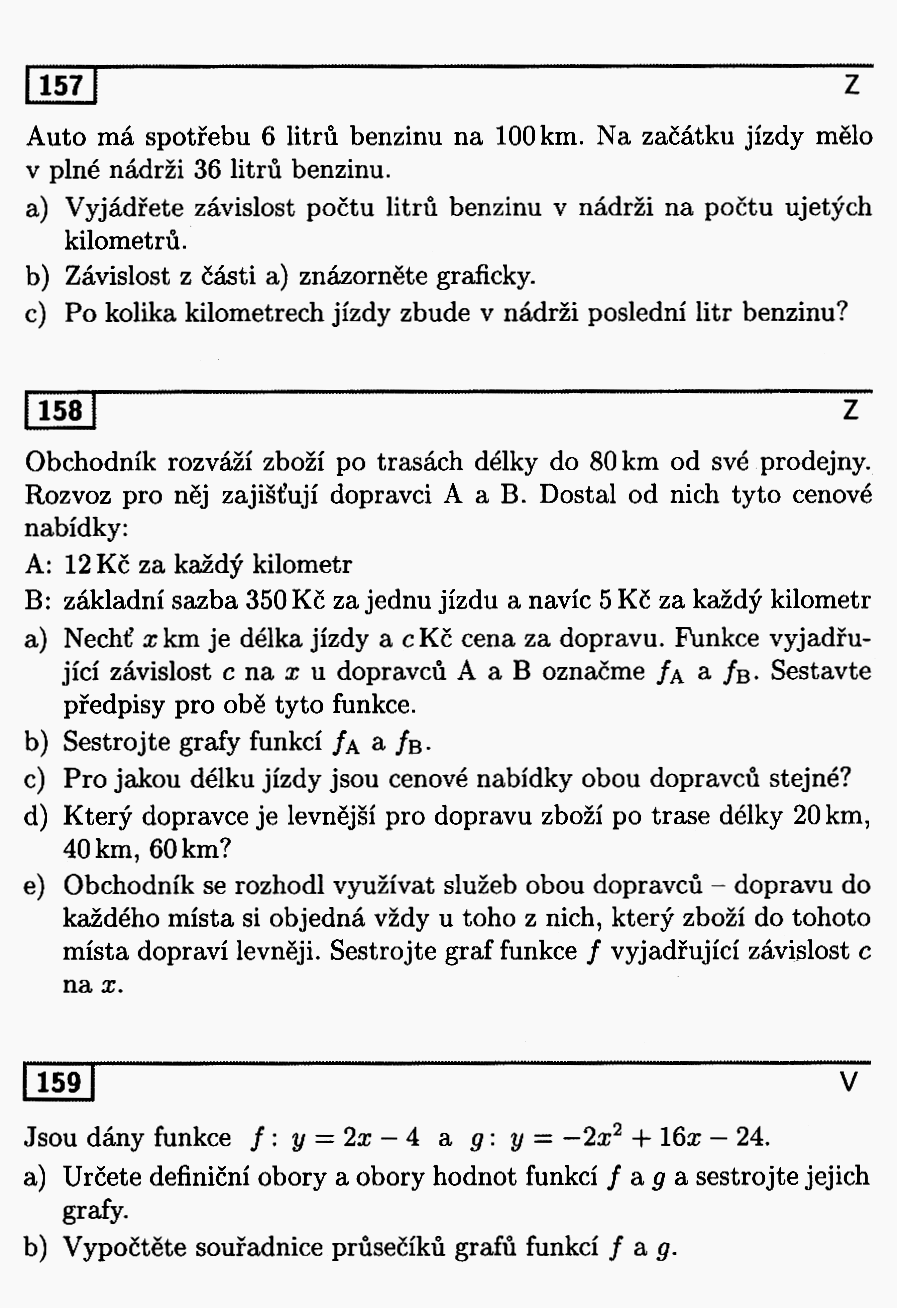 157 Z
Auto má spotřebu 6 litrů benzinu na 100 km. Na začátku jízdy mělo
v plné nádrži 36 litrů benzinu.
a) Vyjádřete závislost počtu litrů benzinu v nádrži na počtu ujetých
kilometrů.
b) Závislost z části a) znázorněte graficky.
c) Po kolika kilometrech jízdy zbude v nádrži poslední litr benzinu?
158 Z
Obchodník rozváží zboží po trasách délky do 80 km od své prodejny.
Rozvoz pro něj zajišťují dopravci A a B. Dostal od nich tyto cenové
nabídky:
A: 12 Kč za každý kilometr
B: základní sazba 350 Kč za jednu jízdu a navíc 5 Kč za každý kilometr
a) Nechť x km je délka jízdy a c Kč cena za dopravu. Funkce vyjadřu-
jící závislost c na x u dopravců A a B označme f_A a f_B. Sestavte
předpisy pro obě tyto funkce.
b) Sestrojte grafy funkcí f_A a f_B.
c) Pro jakou délku jízdy jsou cenové nabídky obou dopravců stejné?
d) Který dopravce je levnější pro dopravu zboží po trase délky 20 km,
40 km, 60 km?
e) Obchodník se rozhodl využívat služeb obou dopravců – dopravu do
každého místa si objedná vždy u toho z nich, který zboží do tohoto
místa dopraví levněji. Sestrojte graf funkce f vyjadřující závislost c
na x.
159 V
Jsou dány funkce f : y = 2x − 4 a g : y = −2x² + 16x − 24.
a) Určete definiční obory a obory hodnot funkcí f a g a sestrojte jejich
grafy.
b) Vypočtěte souřadnice průsečíků grafů funkcí f a g.